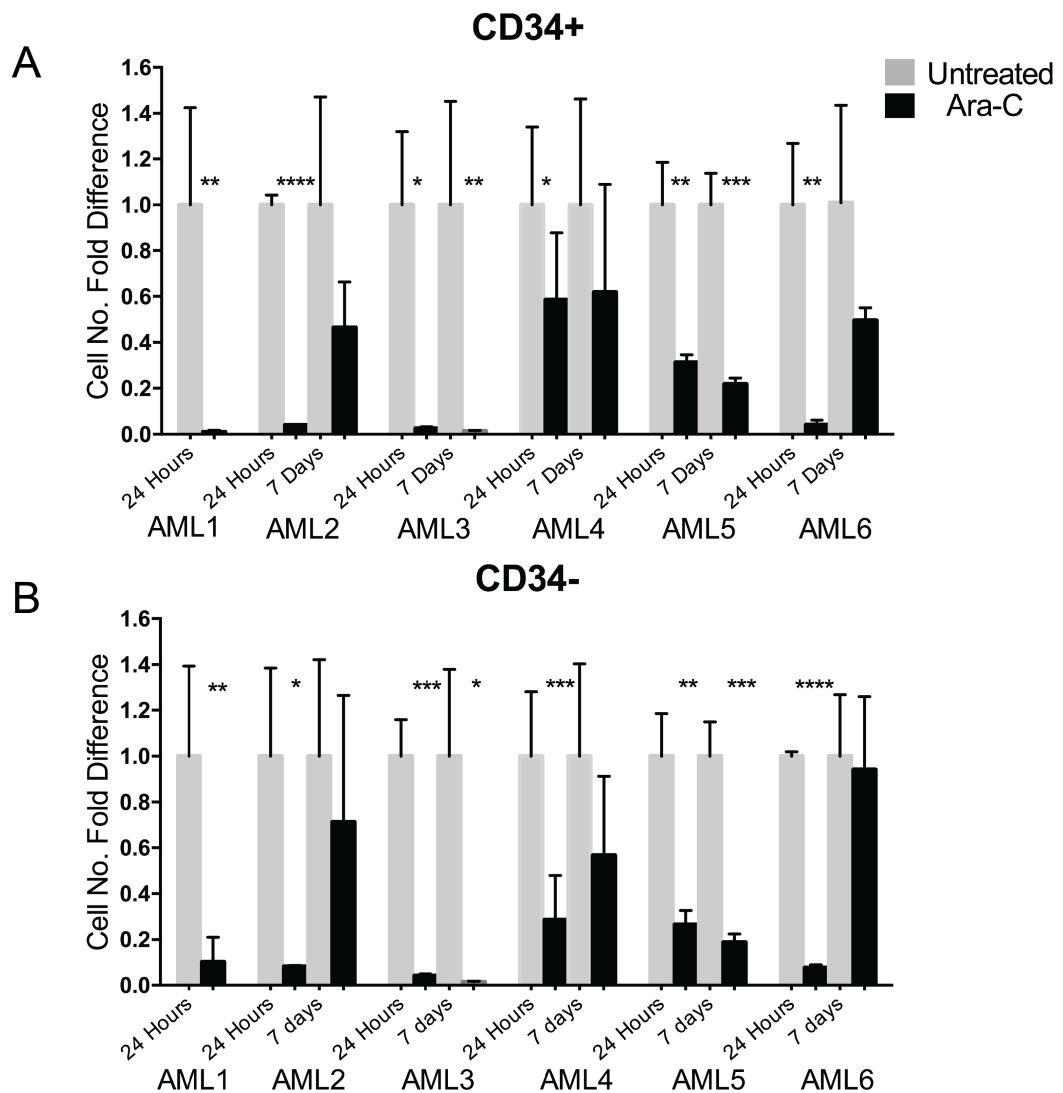 CD34+
A
Untreated
Ara-C
Cell No. Fold Difference
1.6
1.4
1.2
1.0
0.8
0.6
0.4
0.2
0.0
** **** * ** * ** *** **
24 Hours 24 Hours 7 Days 24 Hours 7 Days 24 Hours 7 Days 24 Hours 7 Days 24 Hours 7 Days
AML1 AML2 AML3 AML4 AML5 AML6
CD34-
B
Cell No. Fold Difference
1.6
1.4
1.2
1.0
0.8
0.6
0.4
0.2
0.0
** * *** * *** ** *** ****
24 Hours 24 Hours 7 days 24 Hours 7 days 24 Hours 7 days 24 Hours 7 days 24 Hours 7 days
AML1 AML2 AML3 AML4 AML5 AML6